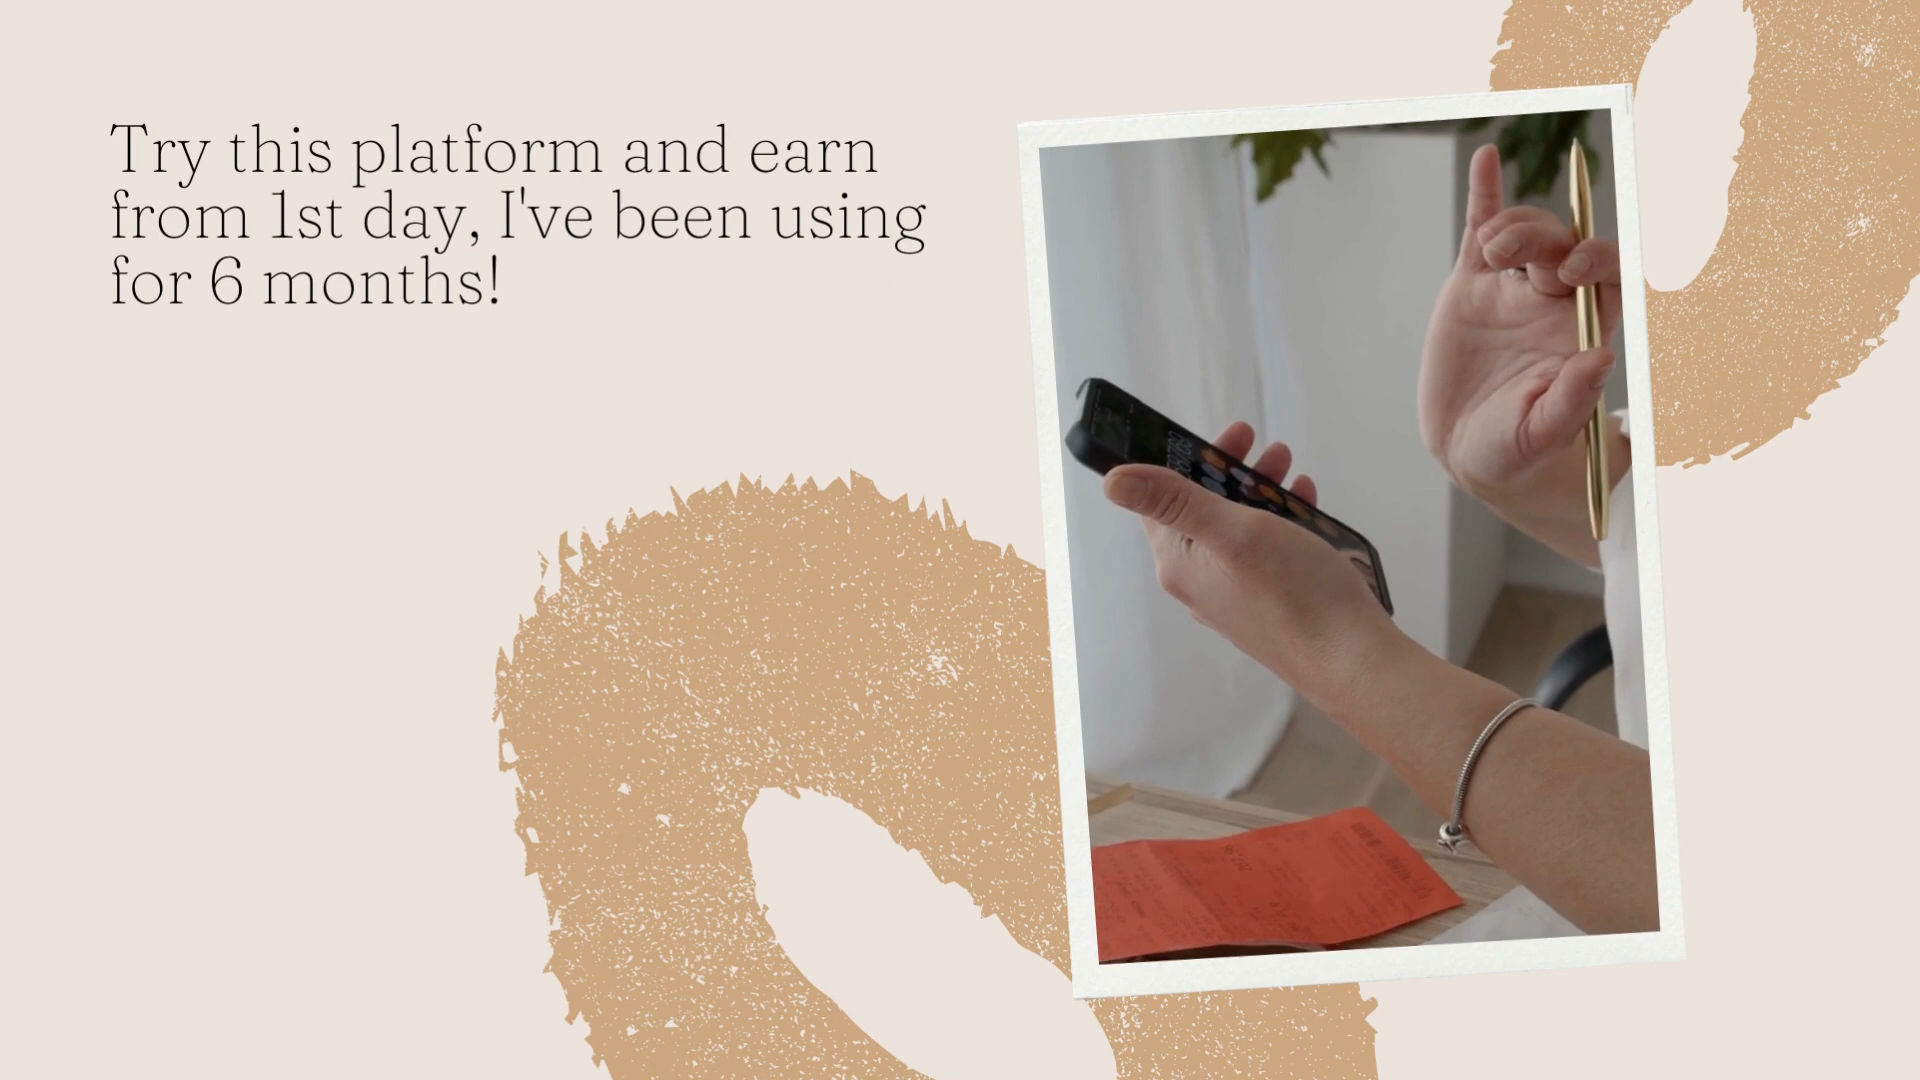 Try this platform and earn
from 1st day, I've been using
for 6 months!